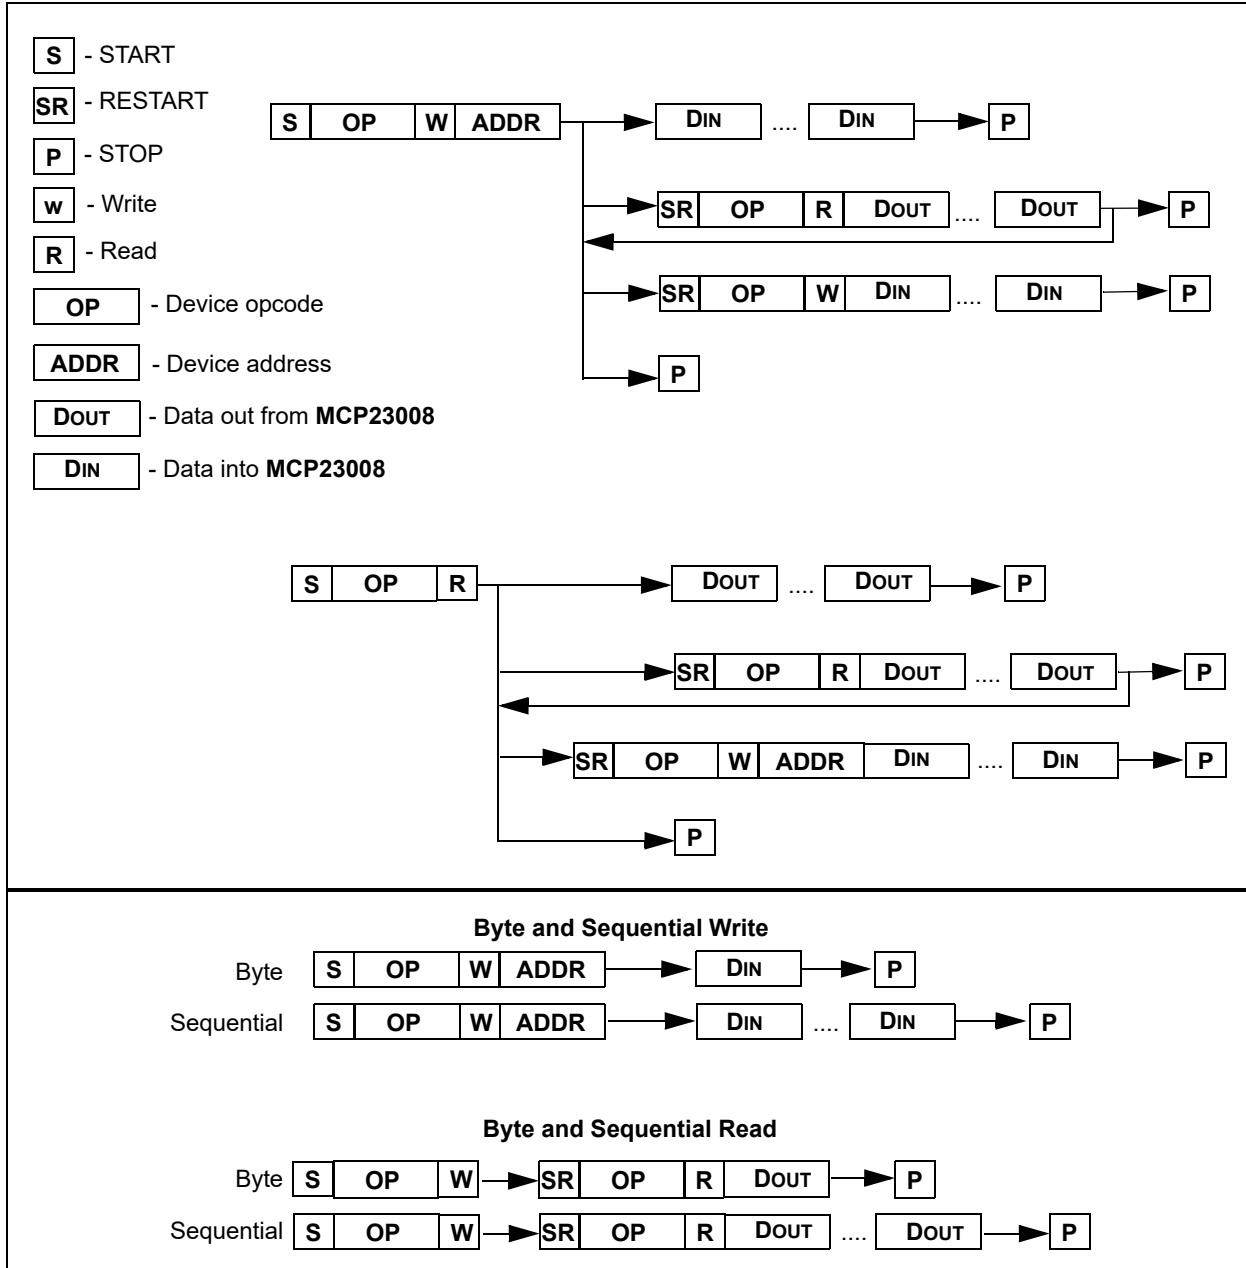 S - START
SR - RESTART
P - STOP
w - Write
R - Read
OP - Device opcode
ADDR - Device address
DOUT - Data out from MCP23008
DIN - Data into MCP23008
S OP W ADDR DIN .... DIN P
SR OP R DOUT .... DOUT P
SR OP W DIN .... DIN P
P
S OP R DOUT .... DOUT P
SR OP R DOUT .... DOUT P
SR OP W ADDR DIN .... DIN P
P
Byte and Sequential Write
Byte S OP W ADDR DIN P
Sequential S OP W ADDR DIN .... DIN P
Byte and Sequential Read
Byte S OP W SR OP R DOUT P
Sequential S OP W SR OP R DOUT .... DOUT P